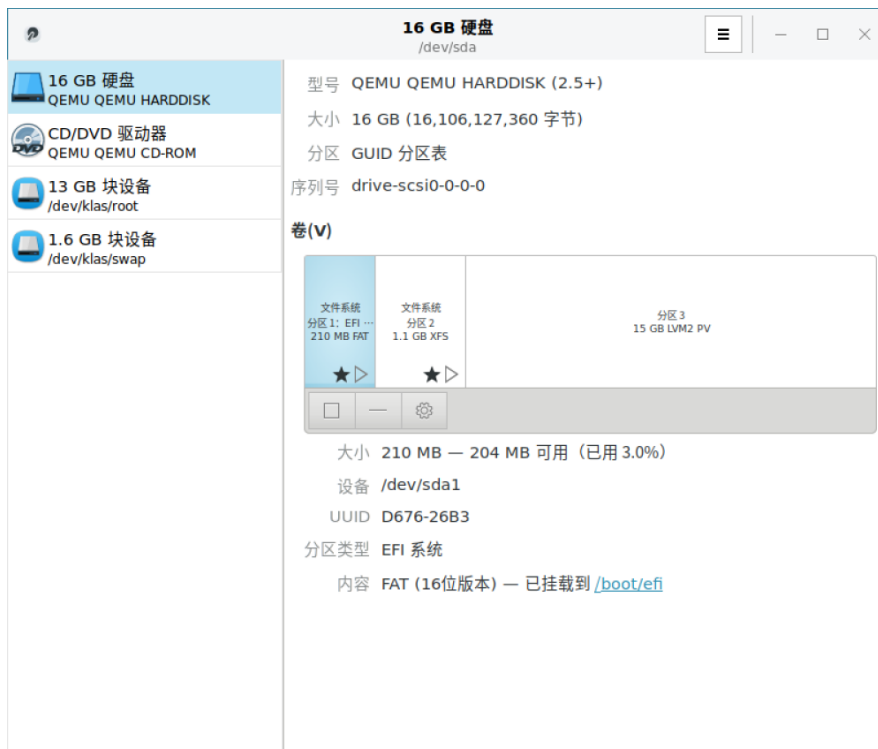 16 GB 硬盘
/dev/sda
16 GB 硬盘
QEMU QEMU HARDDISK
CD/DVD 驱动器
QEMU QEMU CD-ROM
13 GB 块设备
/dev/klas/root
1.6 GB 块设备
/dev/klas/swap
型号 QEMU QEMU HARDDISK (2.5+)
大小 16 GB (16,106,127,360 字节)
分区 GUID 分区表
序列号 drive-scsi0-0-0-0
卷(V)
文件系统
分区 1: EFI ...
210 MB FAT
文件系统
分区 2
1.1 GB XFS
分区 3
15 GB LVM2 PV
大小 210 MB — 204 MB 可用（已用 3.0%）
设备 /dev/sda1
UUID D676-26B3
分区类型 EFI 系统
内容 FAT (16位版本) — 已挂载到 /boot/efi